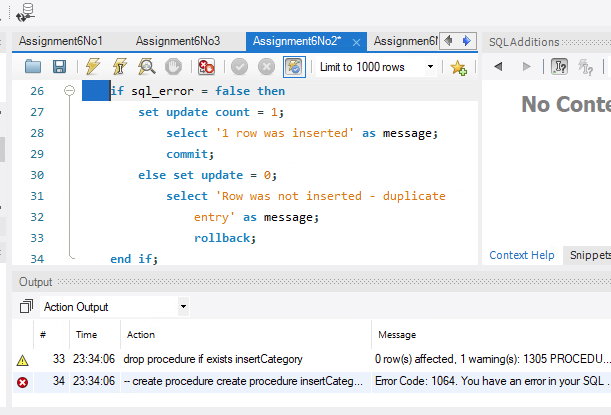 Assignment6No1 Assignment6No3 Assignment6No2* Assignmen6N SQLAdditions
Limit to 1000 rows
No Conte
26 if sql_error = false then
27 set update count = 1;
28 select '1 row was inserted' as message;
29 commit;
30 else set update = 0;
31 select 'Row was not inserted - duplicate
32 entry' as message;
33 rollback;
34 end if;
Context Help Snippets
Output
Action Output
# Time Action Message
33 23:34:06 drop procedure if exists insertCategory 0 row(s) affected, 1 warning(s): 1305 PROCEDU...
34 23:34:06 -- create procedure create procedure insertCateg... Error Code: 1064. You have an error in your SQL ...